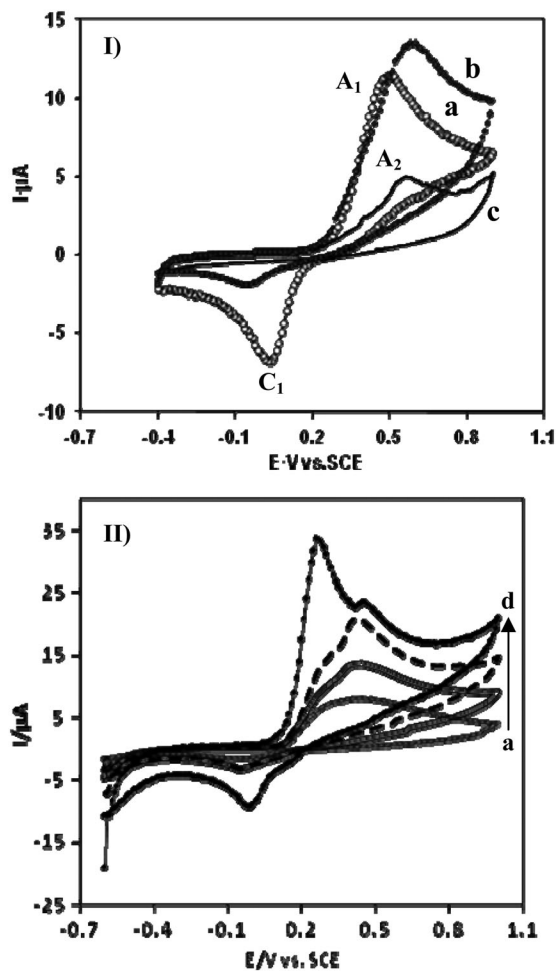 I)
15
10
5
0
-5
-10
I·µA
A₁
b
a
A₂
c
C₁
-0.7 -0.4 -0.1 0.2 0.5 0.8 1.1
E·V vs.SCE
II)
35
25
15
5
-5
-15
-25
I/µA
d
a
-0.7 -0.4 -0.1 0.2 0.5 0.8 1.1
E/V vs. SCE